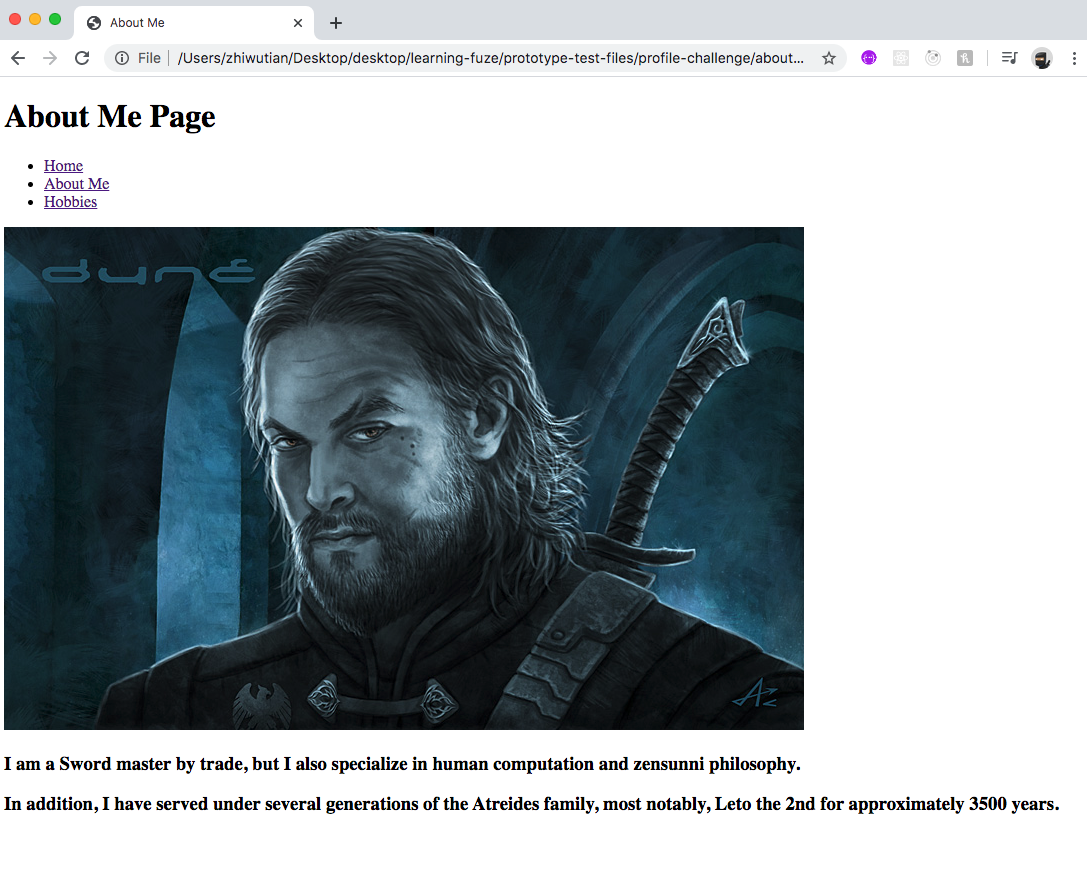 About Me
File
/Users/zhiwutian/Desktop/desktop/learning-fuze/prototype-test-files/profile-challenge/about...
About Me Page
Home
About Me
Hobbies
dune
AZ
I am a Sword master by trade, but I also specialize in human computation and zensunni philosophy.
In addition, I have served under several generations of the Atreides family, most notably, Leto the 2nd for approximately 3500 years.